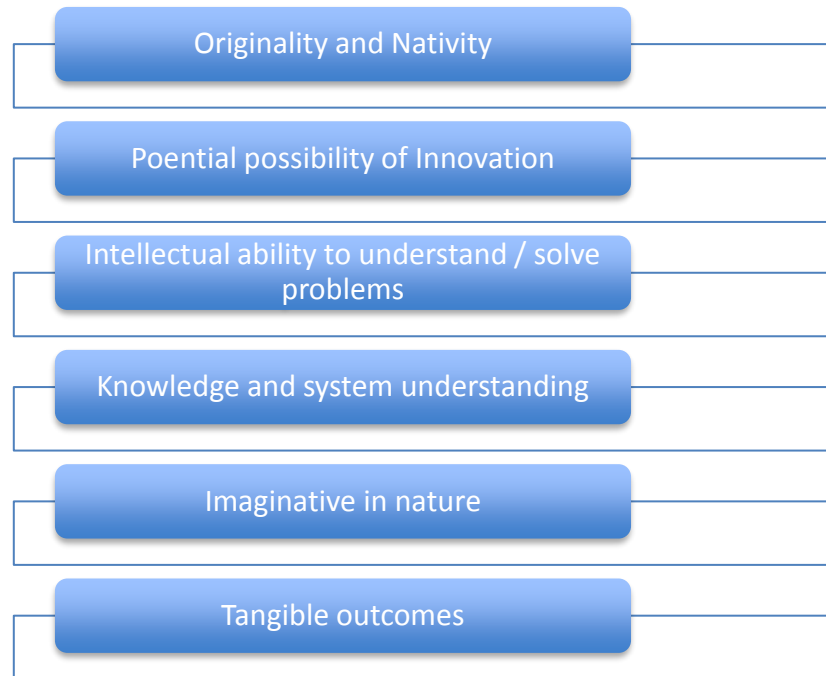 Originality and Nativity
Poential possibility of Innovation
Intellectual ability to understand / solve
problems
Knowledge and system understanding
Imaginative in nature
Tangible outcomes